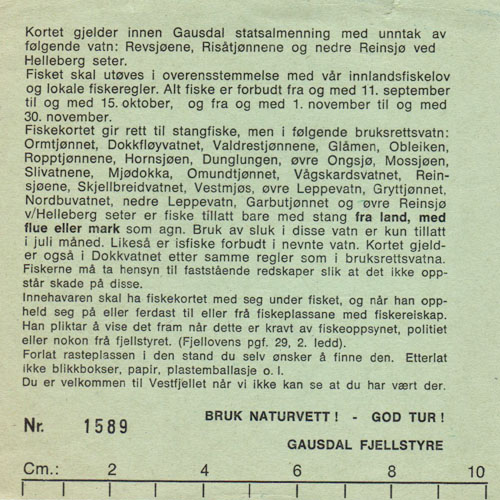 Kortet gjelder innen Gausdal statsalmenning med unntak av
følgende vatn: Revsjøene, Risåtjønnene og nedre Reinsjø ved
Helleberg seter.
Fisket skal utøves i overensstemmelse med vår innlandsfiskelov
og lokale fiskeregler. Alt fiske er forbudt fra og med 11. september
til og med 15. oktober, og fra og med 1. november til og med
30. november.
Fiskekortet gir rett til stangfiske, men i følgende bruksrettsvatn:
Ormtjønnet, Dokkfløyvatnet, Valdrestjønnene, Glåmen, Obleiken,
Ropptjønnene, Hornsjøen, Dunglungen, øvre Ongsjø, Mossjøen,
Slivatnene, Mjødokka, Omundtjønnet, Vågskardsvatnet, Rein-
sjøene, Skjellbreidvatnet, Vestmjøs, øvre Leppevatn, Gryttjønnet,
Nordbuvatnet, nedre Leppevatn, Garbutjønnet og øvre Reinsjø
v/Helleberg seter er fiske tillatt bare med stang fra land, med
flue eller mark som agn. Bruk av sluk i disse vatn er kun tillatt
i juli måned. Likeså er isfiske forbudt i nevnte vatn. Kortet gjeld-
er også i Dokkvatnet etter samme regler som i bruksrettsvatna.
Fiskerne må ta hensyn til faststående redskaper slik at det ikke opp-
står skade på disse.
Innehavaren skal ha fiskekortet med seg under fisket, og når han opp-
held seg på eller ferdast til eller frå fiskeplassane med fiskereiskap.
Han pliktar å vise det fram når dette er kravt av fiskeoppsynet, politiet
eller nokon frå fjellstyret. (Fjellovens pgf. 29, 2. ledd).
Forlat rasteplassen i den stand du selv ønsker å finne den. Etterlat
ikke blikkbokser, papir, plastemballasje o. l.
Du er velkommen til Vestfjellet når vi ikke kan se at du har vært der.
BRUK NATURVETT! - GOD TUR!
Nr. 1589
GAUSDAL FJELLSTYRE
Cm.: 2 4 6 8 10